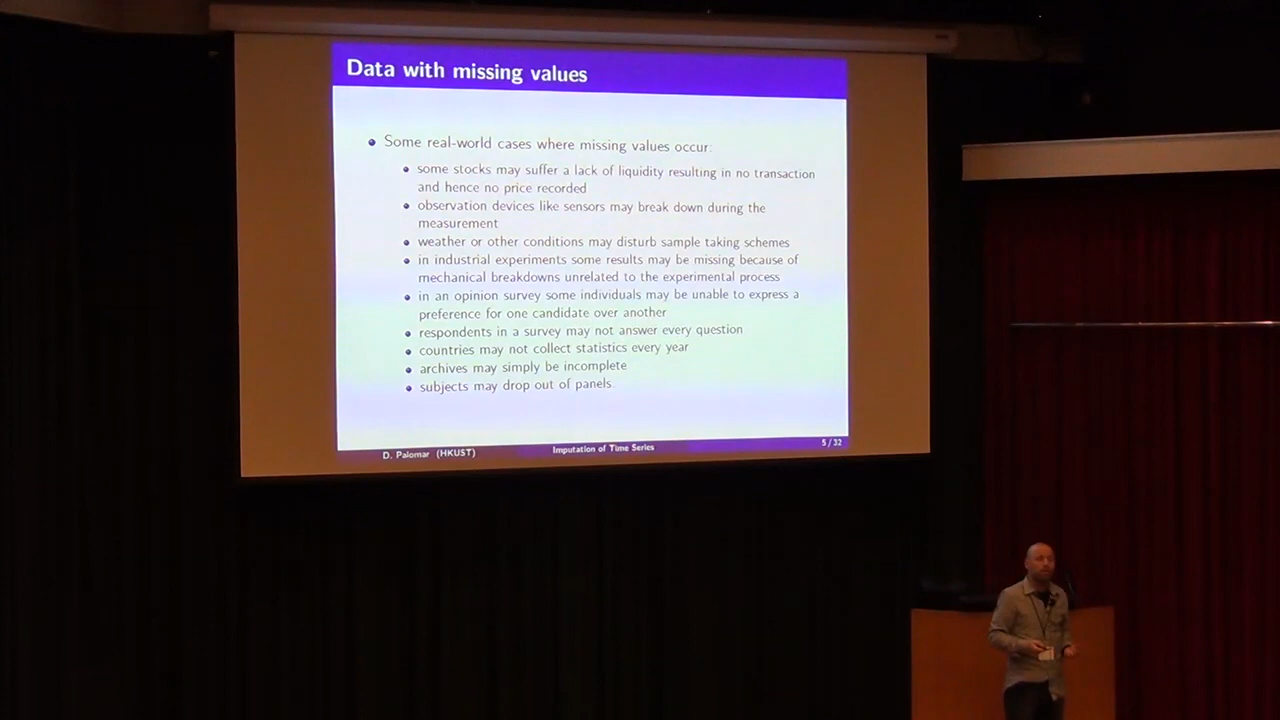 Data with missing values
Some real-world cases where missing values occur:
some stocks may suffer a lack of liquidity resulting in no transaction
and hence no price recorded
observation devices like sensors may break down during the
measurement
weather or other conditions may disturb sample taking schemes
in industrial experiments some results may be missing because of
mechanical breakdowns unrelated to the experimental process
in an opinion survey some individuals may be unable to express a
preference for one candidate over another
respondents in a survey may not answer every question
countries may not collect statistics every year
archives may simply be incomplete
subjects may drop out of panels.
D. Palomar (HKUST)
Imputation of Time Series
5 / 32